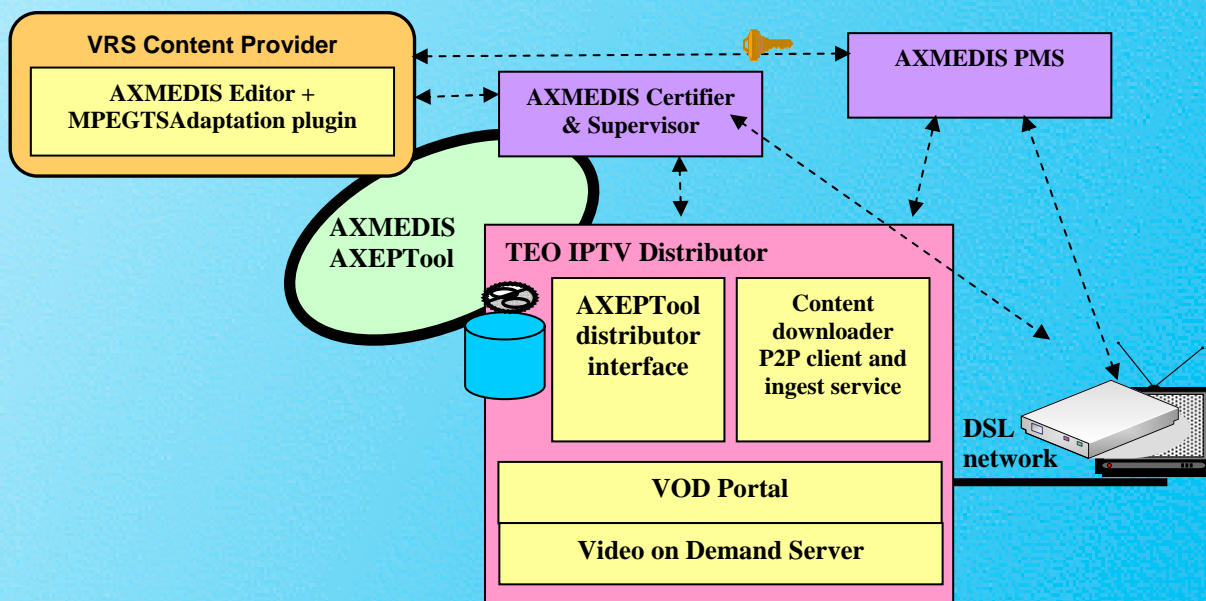 VRS Content Provider
AXMEDIS Editor +
MPEGTSAdaptation plugin
AXMEDIS Certifier
& Supervisor
AXMEDIS PMS
AXMEDIS
AXEPTool
TEO IPTV Distributor
AXEPTool
distributor
interface
Content
downloader
P2P client and
ingest service
VOD Portal
Video on Demand Server
DSL
network